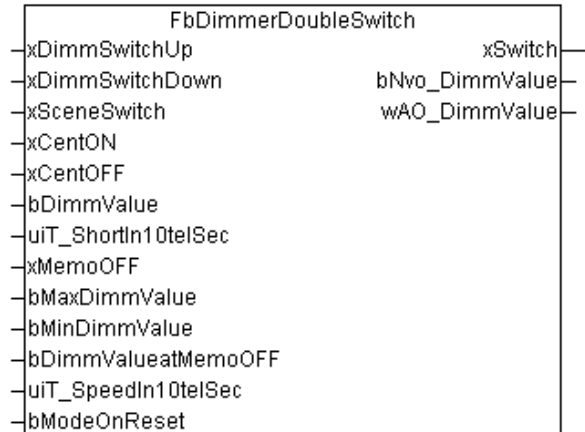 FbDimmerDoubleSwitch
xDimmSwitchUp xSwitch
xDimmSwitchDown bNvo_DimmValue
xSceneSwitch wAO_DimmValue
xCentON
xCentOFF
bDimmValue
uiT_ShortIn10telSec
xMemoOFF
bMaxDimmValue
bMinDimmValue
bDimmValueatMemoOFF
uiT_SpeedIn10telSec
bModeOnReset